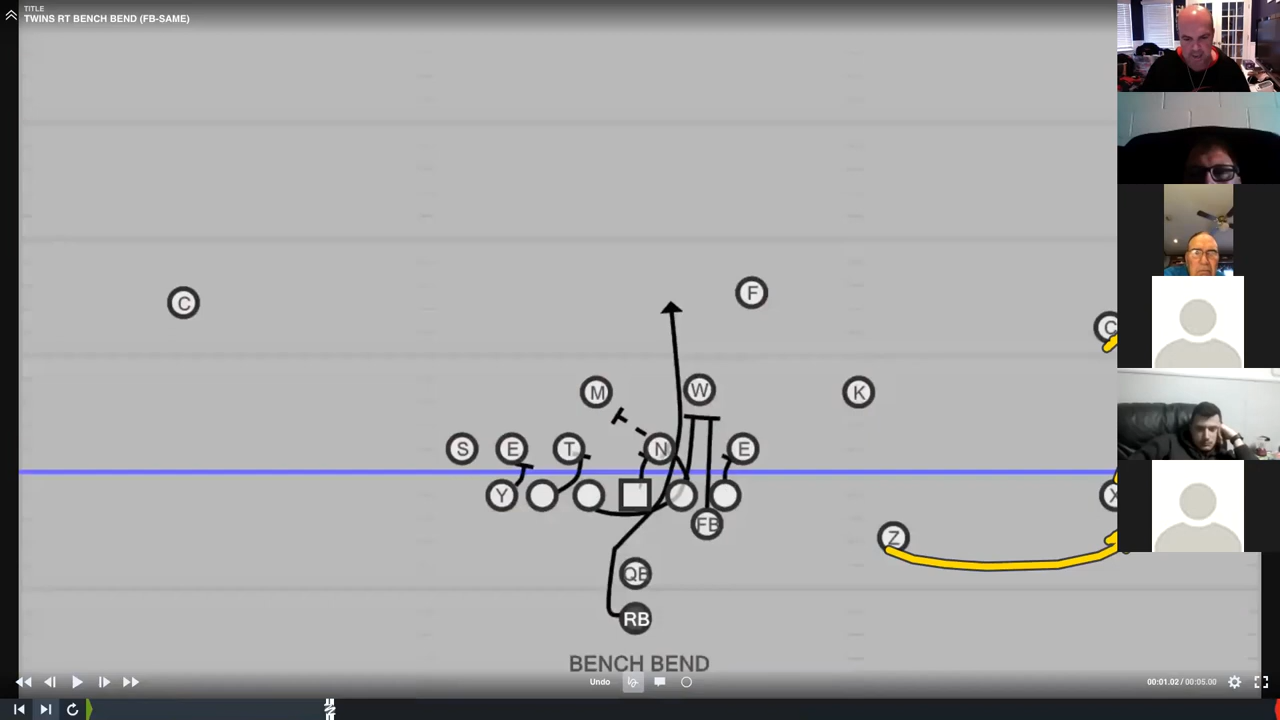 TITLE
TWINS RT BENCH BEND (FB-SAME)
C
F
C
M
W
K
S
E
T
N
E
Y
X
FB
Z
QB
RB
BENCH BEND
Undo
00:01.02 / 00:05.00